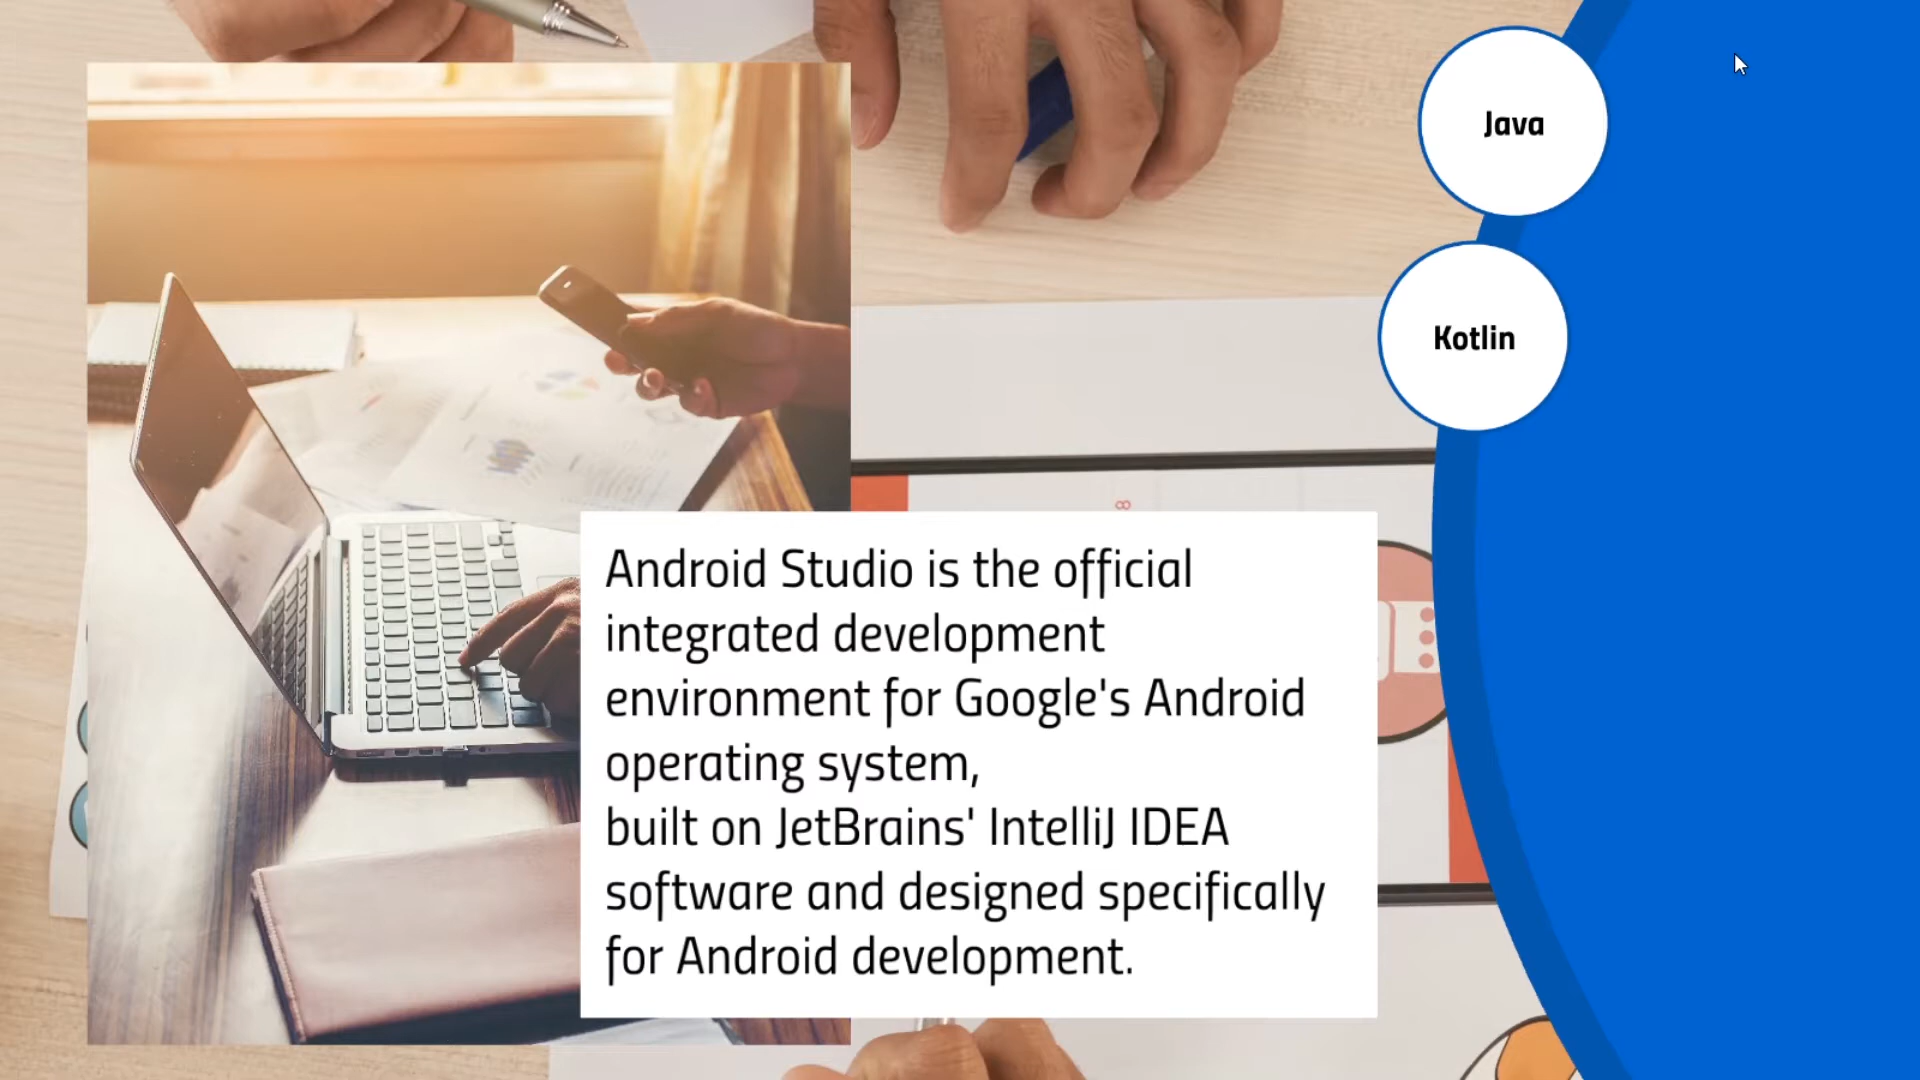 Java
Kotlin
Android Studio is the official
integrated development
environment for Google's Android
operating system,
built on JetBrains' IntelliJ IDEA
software and designed specifically
for Android development.